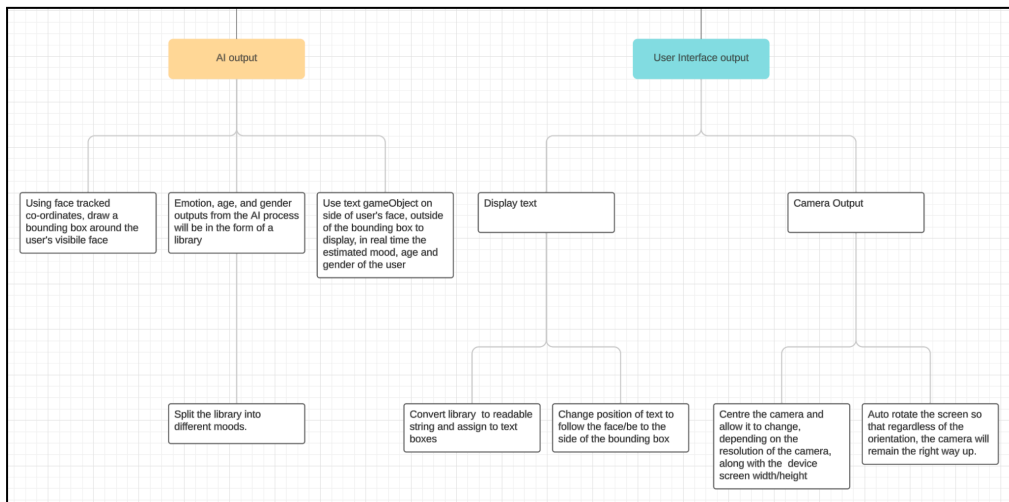 AI output
User Interface output
Using face tracked
co-ordinates, draw a
bounding box around the
user's visibile face
Emotion, age, and gender
outputs from the AI process
will be in the form of a
library
Use text gameObject on
side of user's face, outside
of the bounding box to
display, in real time the
estimated mood, age and
gender of the user
Display text
Camera Output
Split the library into
different moods.
Convert library to readable
string and assign to text
boxes
Change position of text to
follow the face/be to the
side of the bounding box
Centre the camera and
allow it to change,
depending on the
resolution of the camera,
along with the device
screen width/height
Auto rotate the screen so
that regardless of the
orientation, the camera will
remain the right way up.